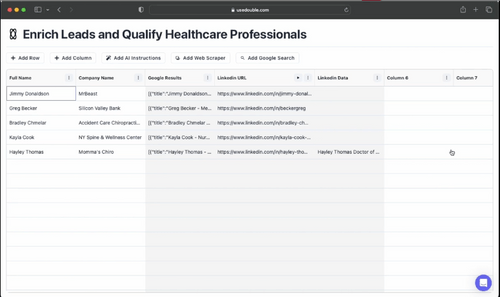 usedouble.com
Enrich Leads and Qualify Healthcare Professionals
+ Add Row + Add Column Add AI Instructions Add Web Scraper Add Google Search
Full Name Company Name Google Results LinkedIn URL LinkedIn Data Column 6 Column 7
Jimmy Donaldson MrBeast [{"title":"Jimmy Donaldson... https://www.linkedin.com/in/jimmy-donal...
Greg Becker Silicon Valley Bank [{"title":"Greg Becker - Me... https://www.linkedin.com/in/beckergreg
Bradley Chmelar Accident Care Chiropracti... [{"title":"Bradley Chmelar ... https://www.linkedin.com/in/bradley-ch...
Kayla Cook NY Spine & Wellness Center [{"title":"Kayla Cook - Nur... https://www.linkedin.com/in/kayla-cook-...
Hayley Thomas Momma's Chiro [{"title":"Hayley Thomas - ... https://www.linkedin.com/in/hayley-tho... Hayley Thomas Doctor of ...